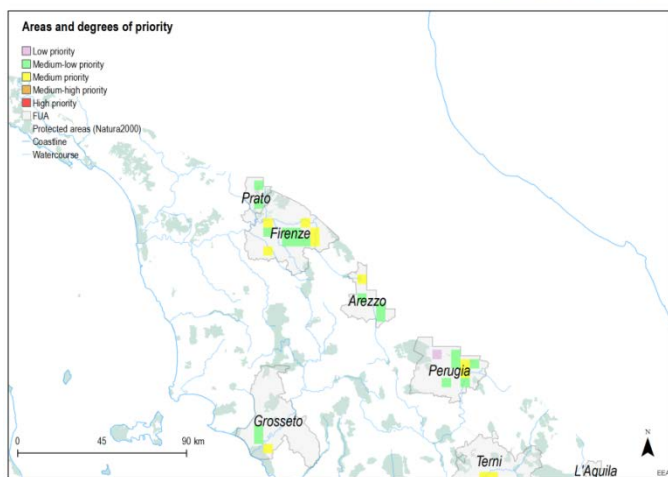 Areas and degrees of priority
Low priority
Medium-low priority
Medium priority
Medium-high priority
High priority
FUA
Protected areas (Natura2000)
Coastline
Watercourse
Prato
Firenze
Arezzo
Perugia
Grosseto
0 45 90 km
Terni
L'Aquila
N
EEA